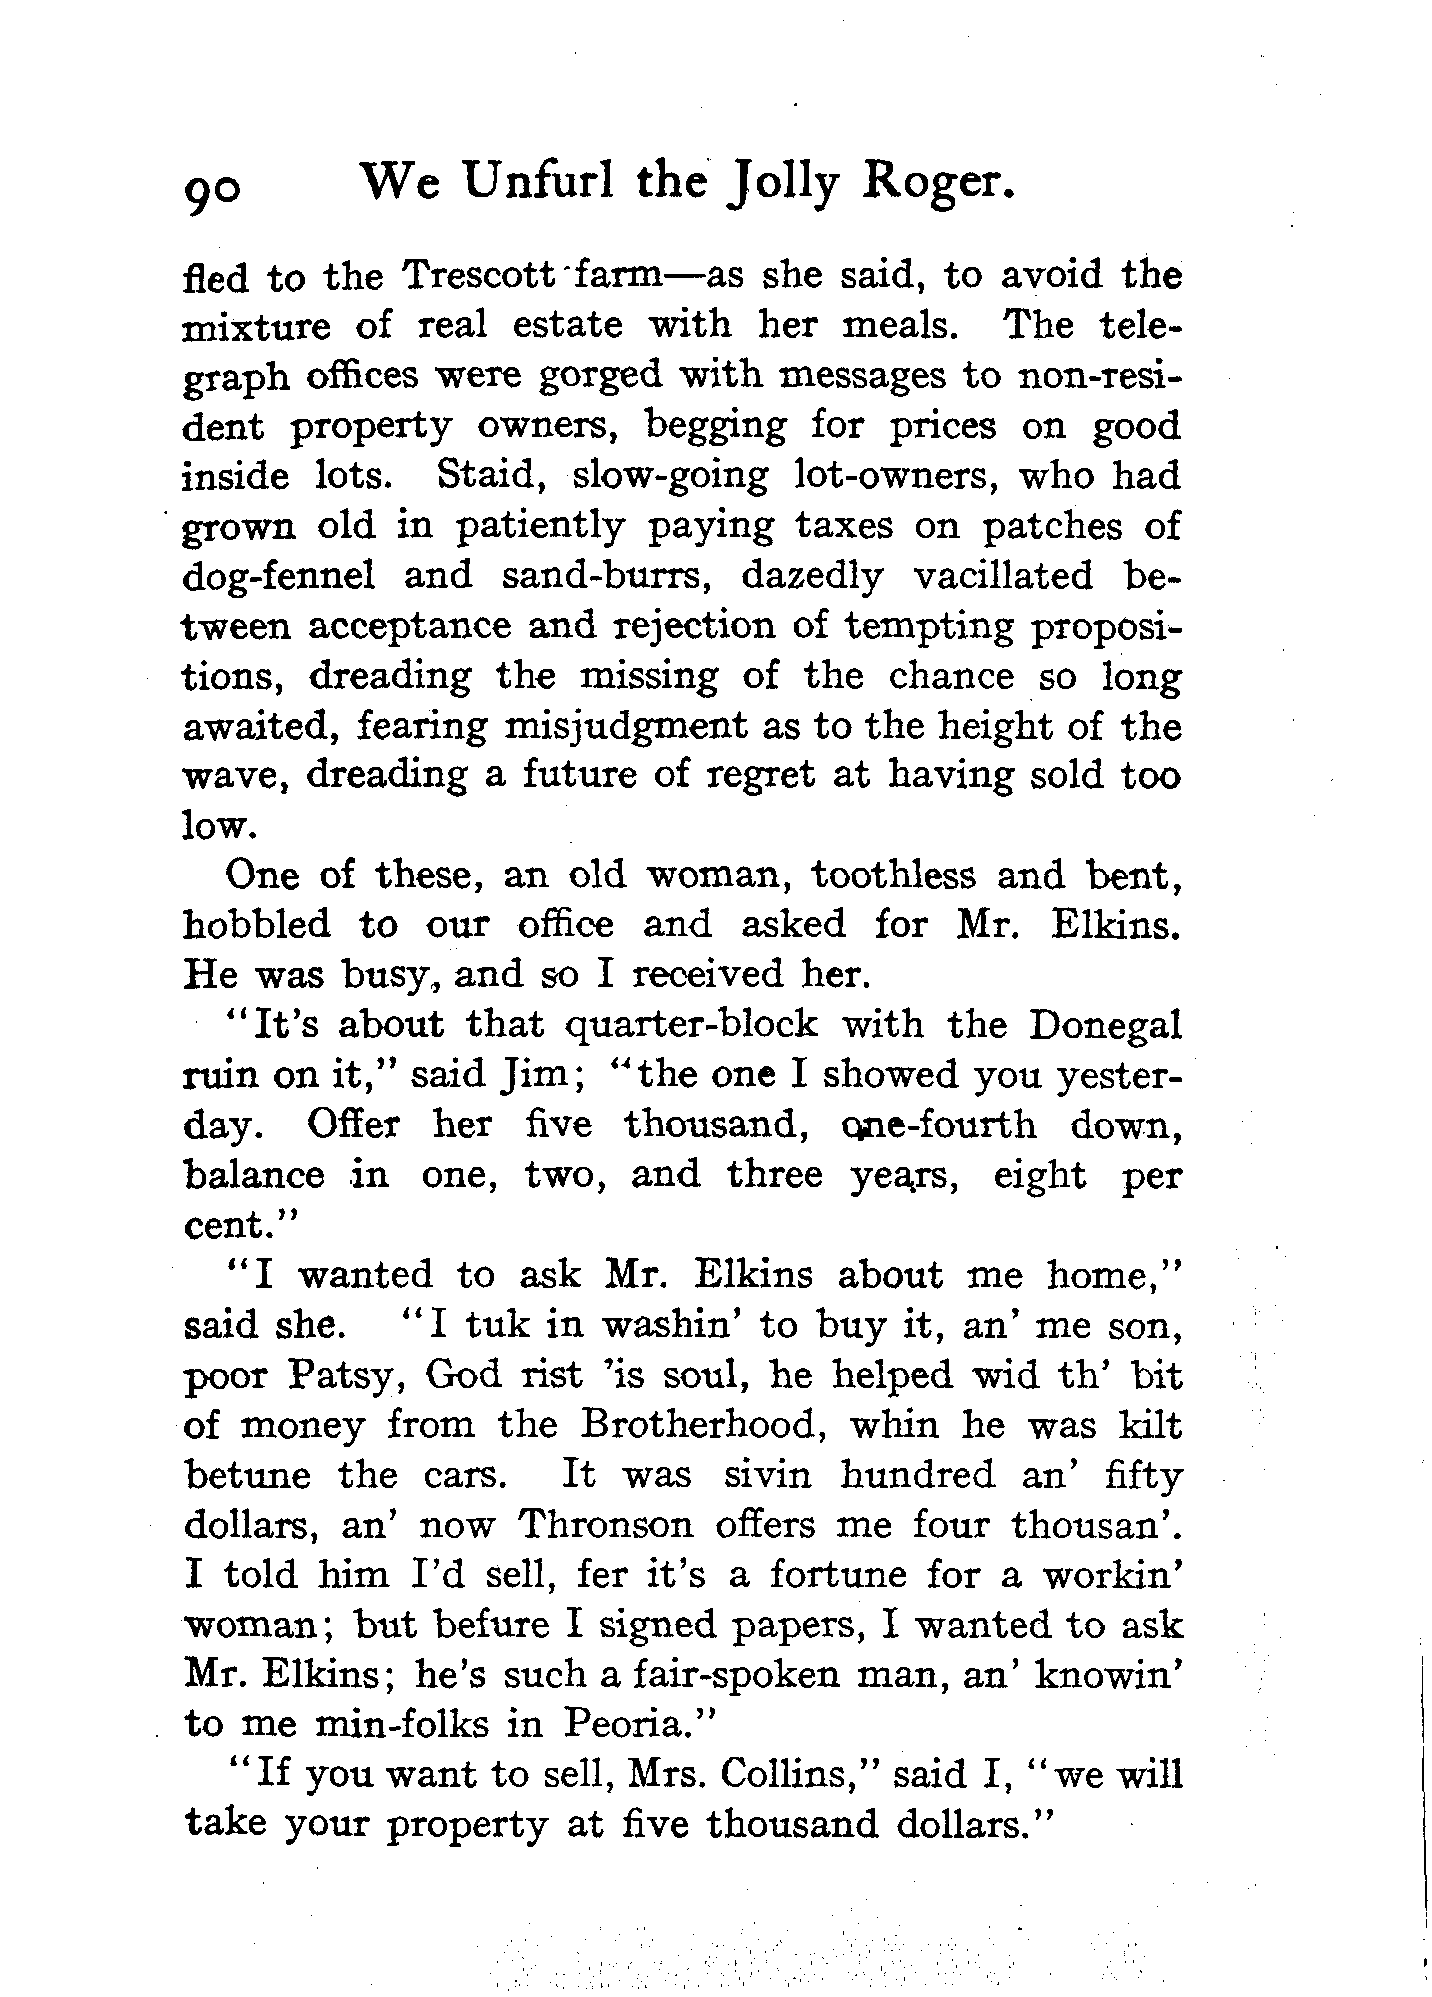 90 We Unfurl the Jolly Roger.
fled to the Trescott farm—as she said, to avoid the
mixture of real estate with her meals. The tele-
graph offices were gorged with messages to non-resi-
dent property owners, begging for prices on good
inside lots. Staid, slow-going lot-owners, who had
grown old in patiently paying taxes on patches of
dog-fennel and sand-burrs, dazedly vacillated be-
tween acceptance and rejection of tempting proposi-
tions, dreading the missing of the chance so long
awaited, fearing misjudgment as to the height of the
wave, dreading a future of regret at having sold too
low.
One of these, an old woman, toothless and bent,
hobbled to our office and asked for Mr. Elkins.
He was busy, and so I received her.
“It’s about that quarter-block with the Donegal
ruin on it,” said Jim; “the one I showed you yester-
day. Offer her five thousand, one-fourth down,
balance in one, two, and three years, eight per
cent.”
“I wanted to ask Mr. Elkins about me home,”
said she. “I tuk in washin’ to buy it, an’ me son,
poor Patsy, God rist ’is soul, he helped wid th’ bit
of money from the Brotherhood, whin he was kilt
betune the cars. It was sivin hundred an’ fifty
dollars, an’ now Thronson offers me four thousan’.
I told him I’d sell, fer it’s a fortune for a workin’
woman; but befure I signed papers, I wanted to ask
Mr. Elkins; he’s such a fair-spoken man, an’ knowin’
to me min-folks in Peoria.”
“If you want to sell, Mrs. Collins,” said I, “we will
take your property at five thousand dollars.”